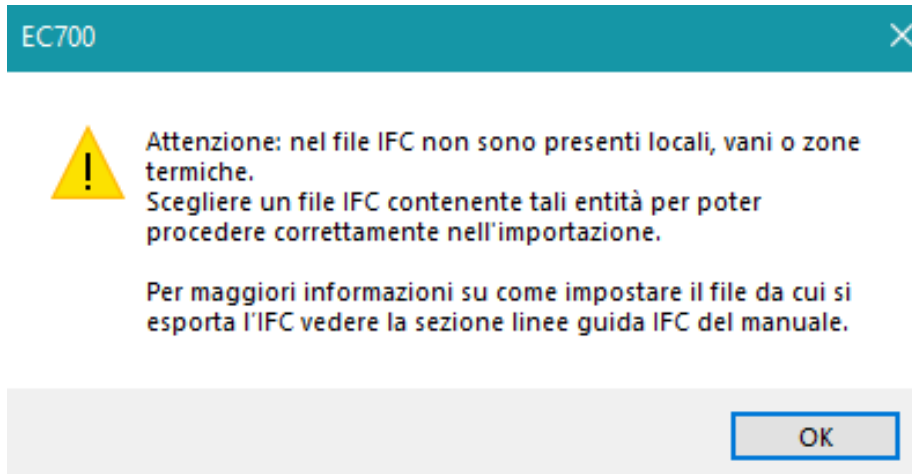 EC700
Attenzione: nel file IFC non sono presenti locali, vani o zone
termiche.
Scegliere un file IFC contenente tali entità per poter
procedere correttamente nell'importazione.
Per maggiori informazioni su come impostare il file da cui si
esporta l'IFC vedere la sezione linee guida IFC del manuale.
OK